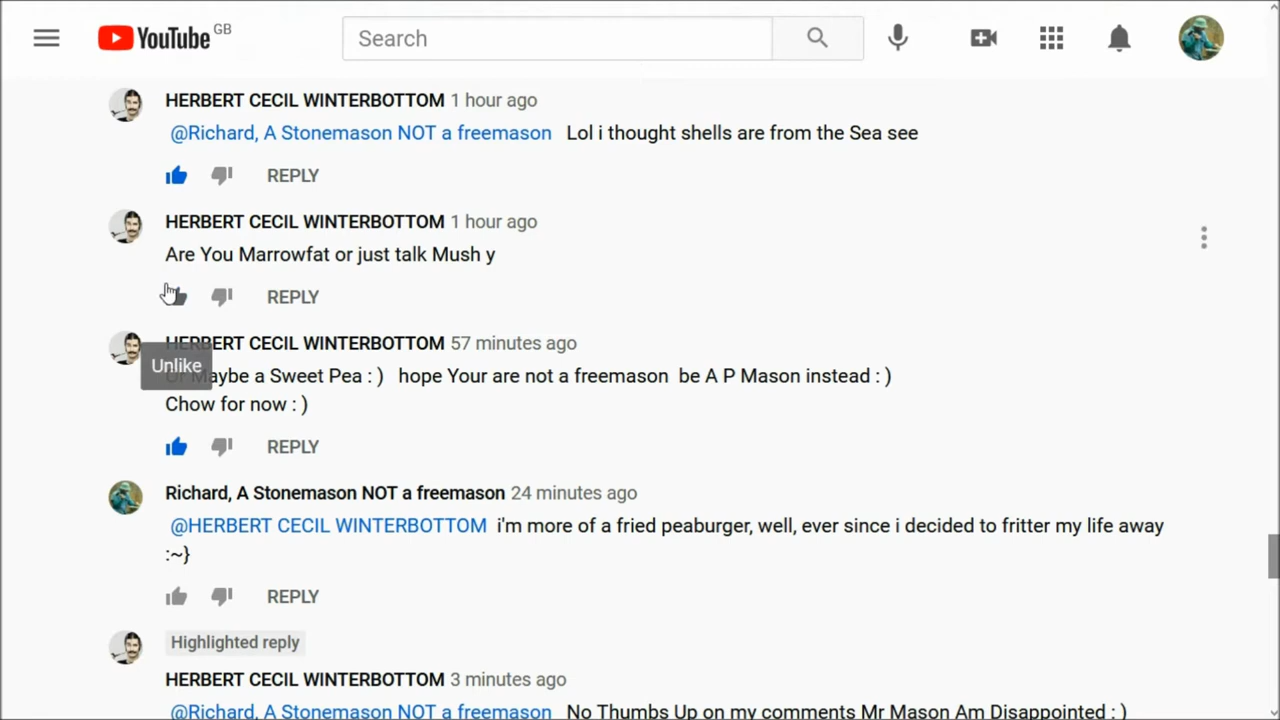 YouTube GB
Search
HERBERT CECIL WINTERBOTTOM 1 hour ago
@Richard, A Stonemason NOT a freemason Lol i thought shells are from the Sea see
REPLY
HERBERT CECIL WINTERBOTTOM 1 hour ago
Are You Marrowfat or just talk Mush y
REPLY
HERBERT CECIL WINTERBOTTOM 57 minutes ago
Unlike
Maybe a Sweet Pea : ) hope Your are not a freemason be A P Mason instead : )
Chow for now : )
REPLY
Richard, A Stonemason NOT a freemason 24 minutes ago
@HERBERT CECIL WINTERBOTTOM i'm more of a fried peaburger, well, ever since i decided to fritter my life away
:~}
REPLY
Highlighted reply
HERBERT CECIL WINTERBOTTOM 3 minutes ago
@Richard, A Stonemason NOT a freemason No Thumbs Up on my comments Mr Mason Am Disappointed : )